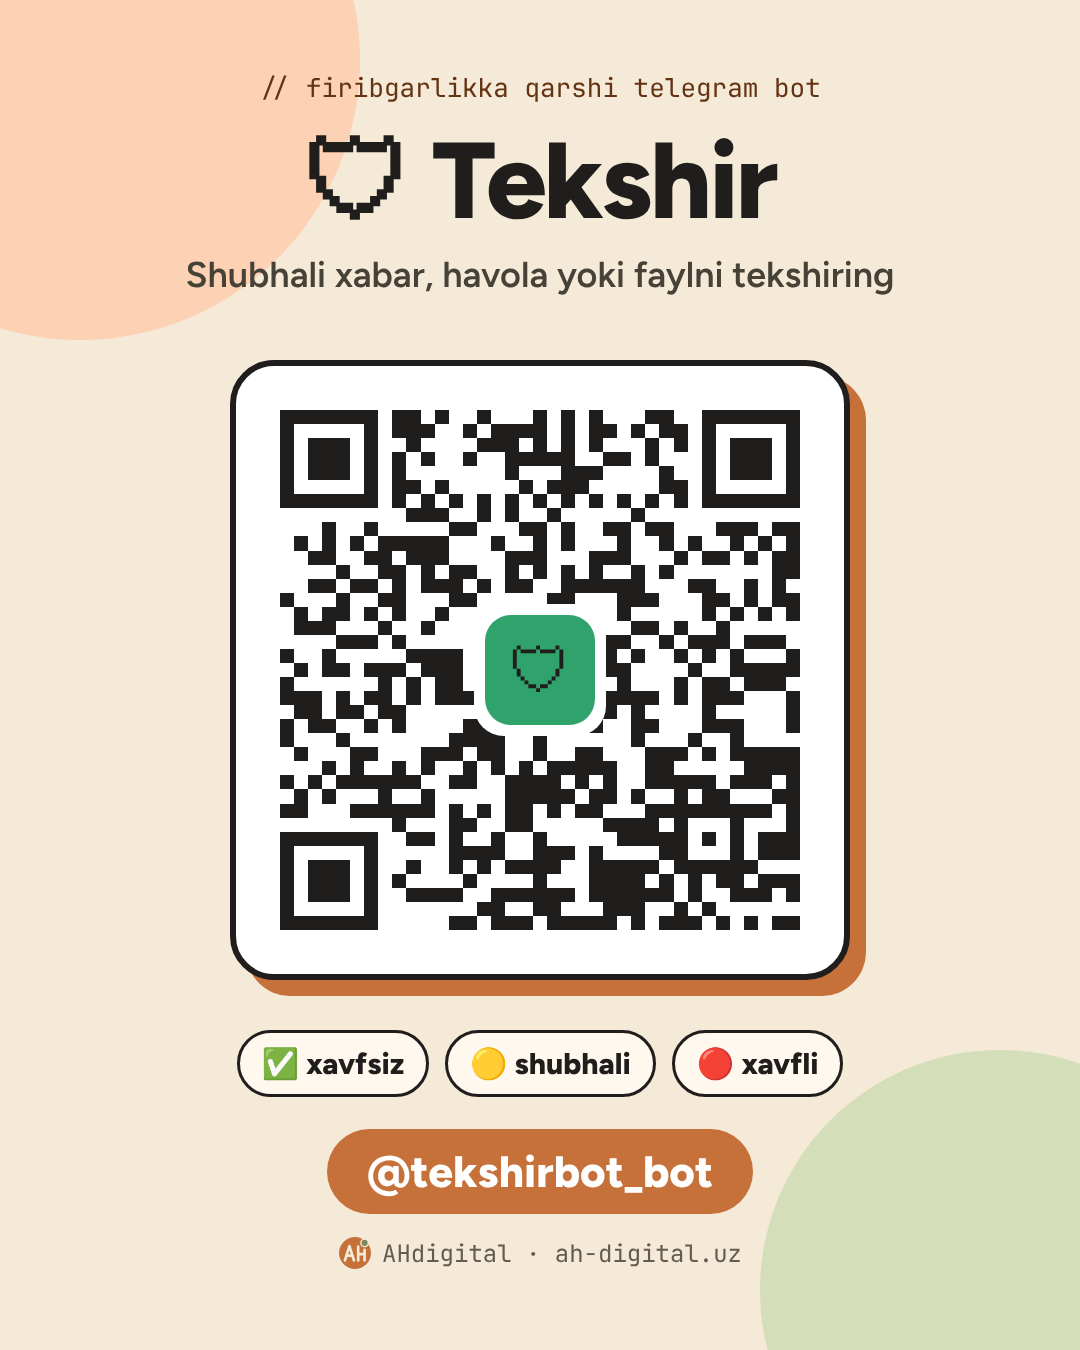 // firibgarlikka qarshi telegram bot
Tekshir
Shubhali xabar, havola yoki faylni tekshiring
✅ xavfsiz
🟡 shubhali
🔴 xavfli
@tekshirbot_bot
AH AHdigital · ah-digital.uz